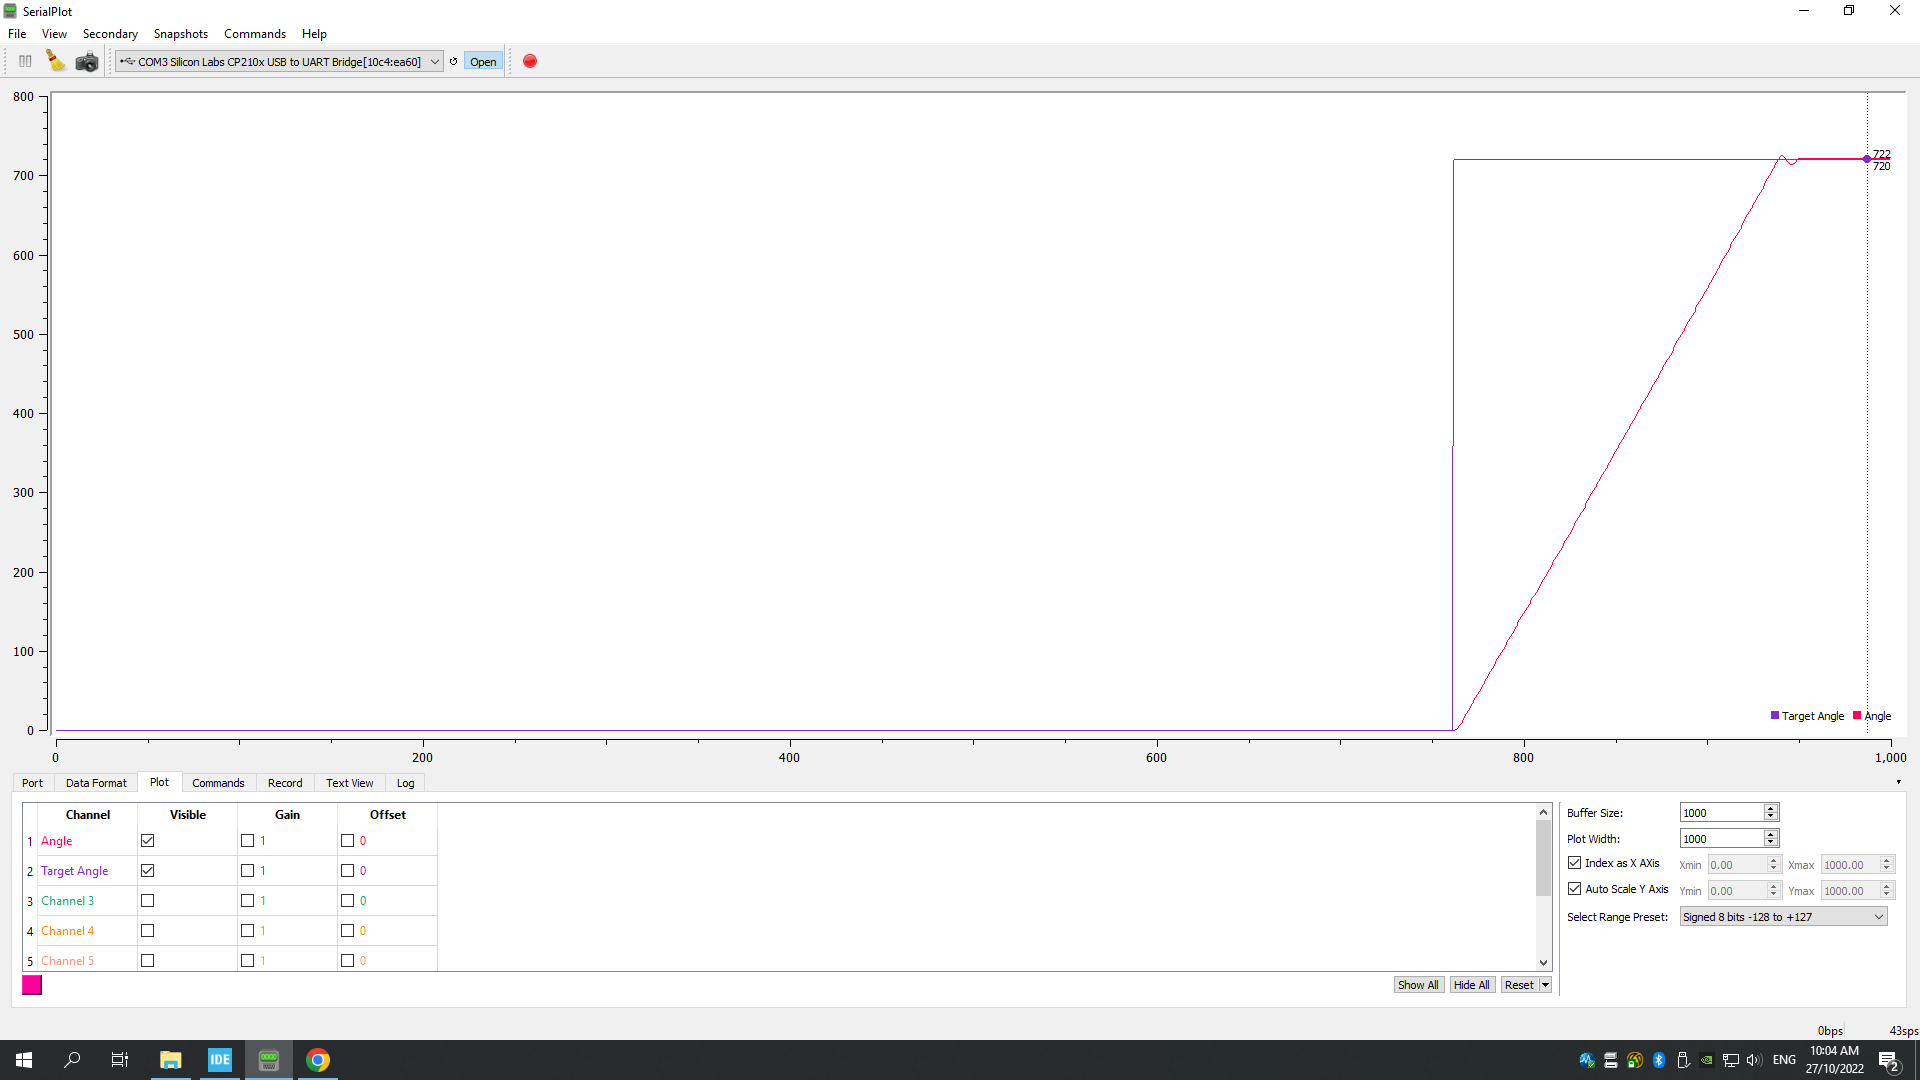 SerialPlot
File View Secondary Snapshots Commands Help
COM3 Silicon Labs CP210x USB to UART Bridge[10c4:ea60] Open
800
700
600
500
400
300
200
100
0
722
720
Target Angle Angle
0 200 400 600 800 1,000
Port Data Format Plot Commands Record Text View Log
Channel Visible Gain Offset
1 Angle 1 0
2 Target Angle 1 0
3 Channel 3 1 0
4 Channel 4 1 0
5 Channel 5 1 0
Show All Hide All Reset
Buffer Size: 1000
Plot Width: 1000
Index as X AXis Xmin 0.00 Xmax 1000.00
Auto Scale Y Axis Ymin 0.00 Ymax 1000.00
Select Range Preset: Signed 8 bits -128 to +127
0bps 43sps
IDE
ENG
10:04 AM
27/10/2022
2